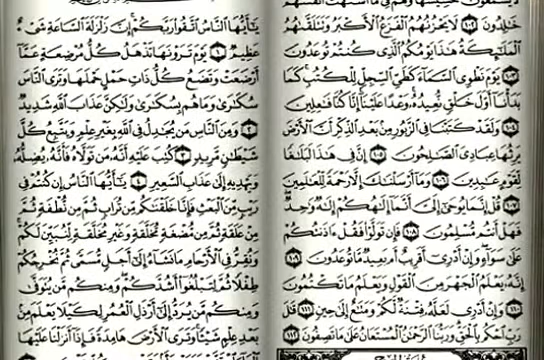 خَٰلِدُونَ ١٠٢ لَا يَحْزُنُهُمُ ٱلْفَزَعُ ٱلْأَكْبَرُ وَتَتَلَقَّىٰهُمُ
ٱلْمَلَٰٓئِكَةُ هَٰذَا يَوْمُكُمُ ٱلَّذِى كُنتُمْ تُوعَدُونَ
١٠٣ يَوْمَ نَطْوِى ٱلسَّمَآءَ كَطَىِّ ٱلسِّجِلِّ لِلْكُتُبِ كَمَا
بَدَأْنَآ أَوَّلَ خَلْقٍ نُّعِيدُهُۥ وَعْدًا عَلَيْنَآ إِنَّا كُنَّا فَٰعِلِينَ
١٠٤ وَلَقَدْ كَتَبْنَا فِى ٱلزَّبُورِ مِنۢ بَعْدِ ٱلذِّكْرِ أَنَّ ٱلْأَرْضَ
يَرِثُهَا عِبَادِىَ ٱلصَّٰلِحُونَ ١٠٥ إِنَّ فِى هَٰذَا لَبَلَٰغًا
لِّقَوْمٍ عَٰبِدِينَ ١٠٦ وَمَآ أَرْسَلْنَٰكَ إِلَّا رَحْمَةً لِّلْعَٰلَمِينَ
١٠٧ قُلْ إِنَّمَا يُوحَىٰٓ إِلَىَّ أَنَّمَآ إِلَٰهُكُمْ إِلَٰهٌ وَٰحِدٌ
فَهَلْ أَنتُم مُّسْلِمُونَ ١٠٨ فَإِن تَوَلَّوْا۟ فَقُلْ ءَاذَنتُكُمْ
عَلَىٰ سَوَآءٍ وَإِنْ أَدْرِىٓ أَقَرِيبٌ أَم بَعِيدٌ مَّا تُوعَدُونَ ١٠٩
إِنَّهُۥ يَعْلَمُ ٱلْجَهْرَ مِنَ ٱلْقَوْلِ وَيَعْلَمُ مَا تَكْتُمُونَ
١١٠ وَإِنْ أَدْرِى لَعَلَّهُۥ فِتْنَةٌ لَّكُمْ وَمَتَٰعٌ إِلَىٰ حِينٍ ١١١ قَٰلَ
رَبِّ ٱحْكُم بِٱلْحَقِّ وَرَبُّنَا ٱلرَّحْمَٰنُ ٱلْمُسْتَعَانُ عَلَىٰ مَا تَصِفُونَ ١١٢
يَٰٓأَيُّهَا ٱلنَّاسُ ٱتَّقُوا۟ رَبَّكُمْ إِنَّ زَلْزَلَةَ ٱلسَّاعَةِ شَىْءٌ
عَظِيمٌ ١ يَوْمَ تَرَوْنَهَا تَذْهَلُ كُلُّ مُرْضِعَةٍ عَمَّآ
أَرْضَعَتْ وَتَضَعُ كُلُّ ذَاتِ حَمْلٍ حَمْلَهَا وَتَرَى ٱلنَّاسَ
سُكَٰرَىٰ وَمَا هُم بِسُكَٰرَىٰ وَلَٰكِنَّ عَذَابَ ٱللَّهِ شَدِيدٌ
٢ وَمِنَ ٱلنَّاسِ مَن يُجَٰدِلُ فِى ٱللَّهِ بِغَيْرِ عِلْمٍ وَيَتَّبِعُ كُلَّ
شَيْطَٰنٍ مَّرِيدٍ ٣ كُتِبَ عَلَيْهِ أَنَّهُۥ مَن تَوَلَّاهُ فَأَنَّهُۥ يُضِلُّهُۥ
وَيَهْدِيهِ إِلَىٰ عَذَابِ ٱلسَّعِيرِ ٤ يَٰٓأَيُّهَا ٱلنَّاسُ إِن كُنتُمْ فِى
رَيْبٍ مِّنَ ٱلْبَعْثِ فَإِنَّا خَلَقْنَٰكُم مِّن تُرَابٍ ثُمَّ مِن نُّطْفَةٍ ثُمَّ
مِنْ عَلَقَةٍ ثُمَّ مِن مُّضْغَةٍ مُّخَلَّقَةٍ وَغَيْرِ مُخَلَّقَةٍ لِّنُبَيِّنَ لَكُمْ
وَنُقِرُّ فِى ٱلْأَرْحَامِ مَا نَشَآءُ إِلَىٰٓ أَجَلٍ مُّسَمًّى ثُمَّ نُخْرِجُكُمْ
طِفْلًا ثُمَّ لِتَبْلُغُوٓا۟ أَشُدَّكُمْ وَمِنكُم مَّن يُتَوَفَّىٰ
وَمِنكُم مَّن يُرَدُّ إِلَىٰٓ أَرْذَلِ ٱلْعُمُرِ لِكَيْلَا يَعْلَمَ مِنۢ
بَعْدِ عِلْمٍ شَيْـًٔا وَتَرَى ٱلْأَرْضَ هَامِدَةً فَإِذَآ أَنزَلْنَا عَلَيْهَا